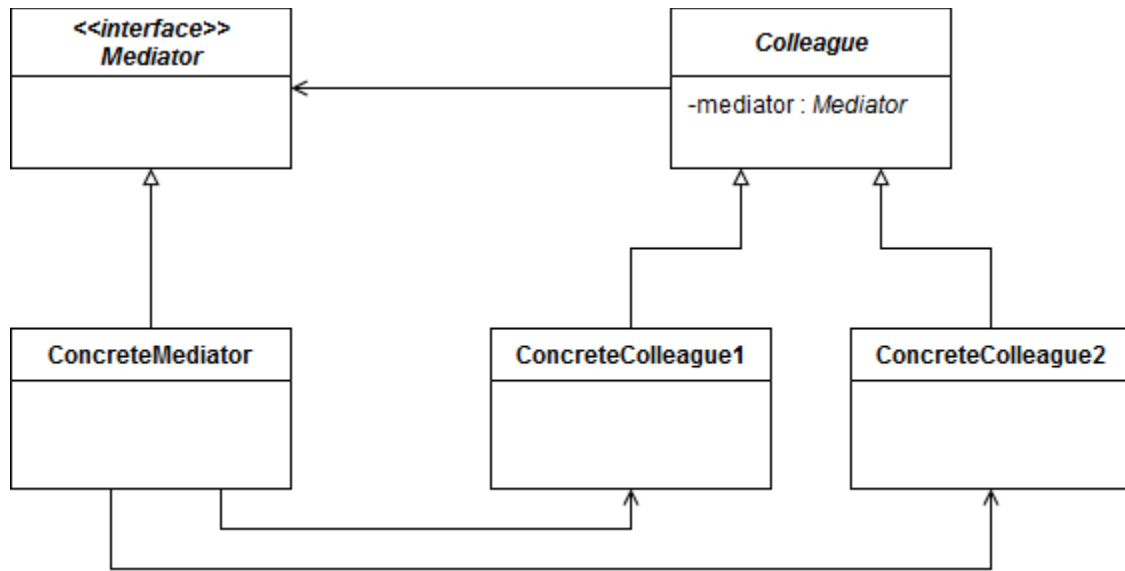 <<interface>>
Mediator
Colleague
-mediator : Mediator
ConcreteMediator
ConcreteColleague1
ConcreteColleague2